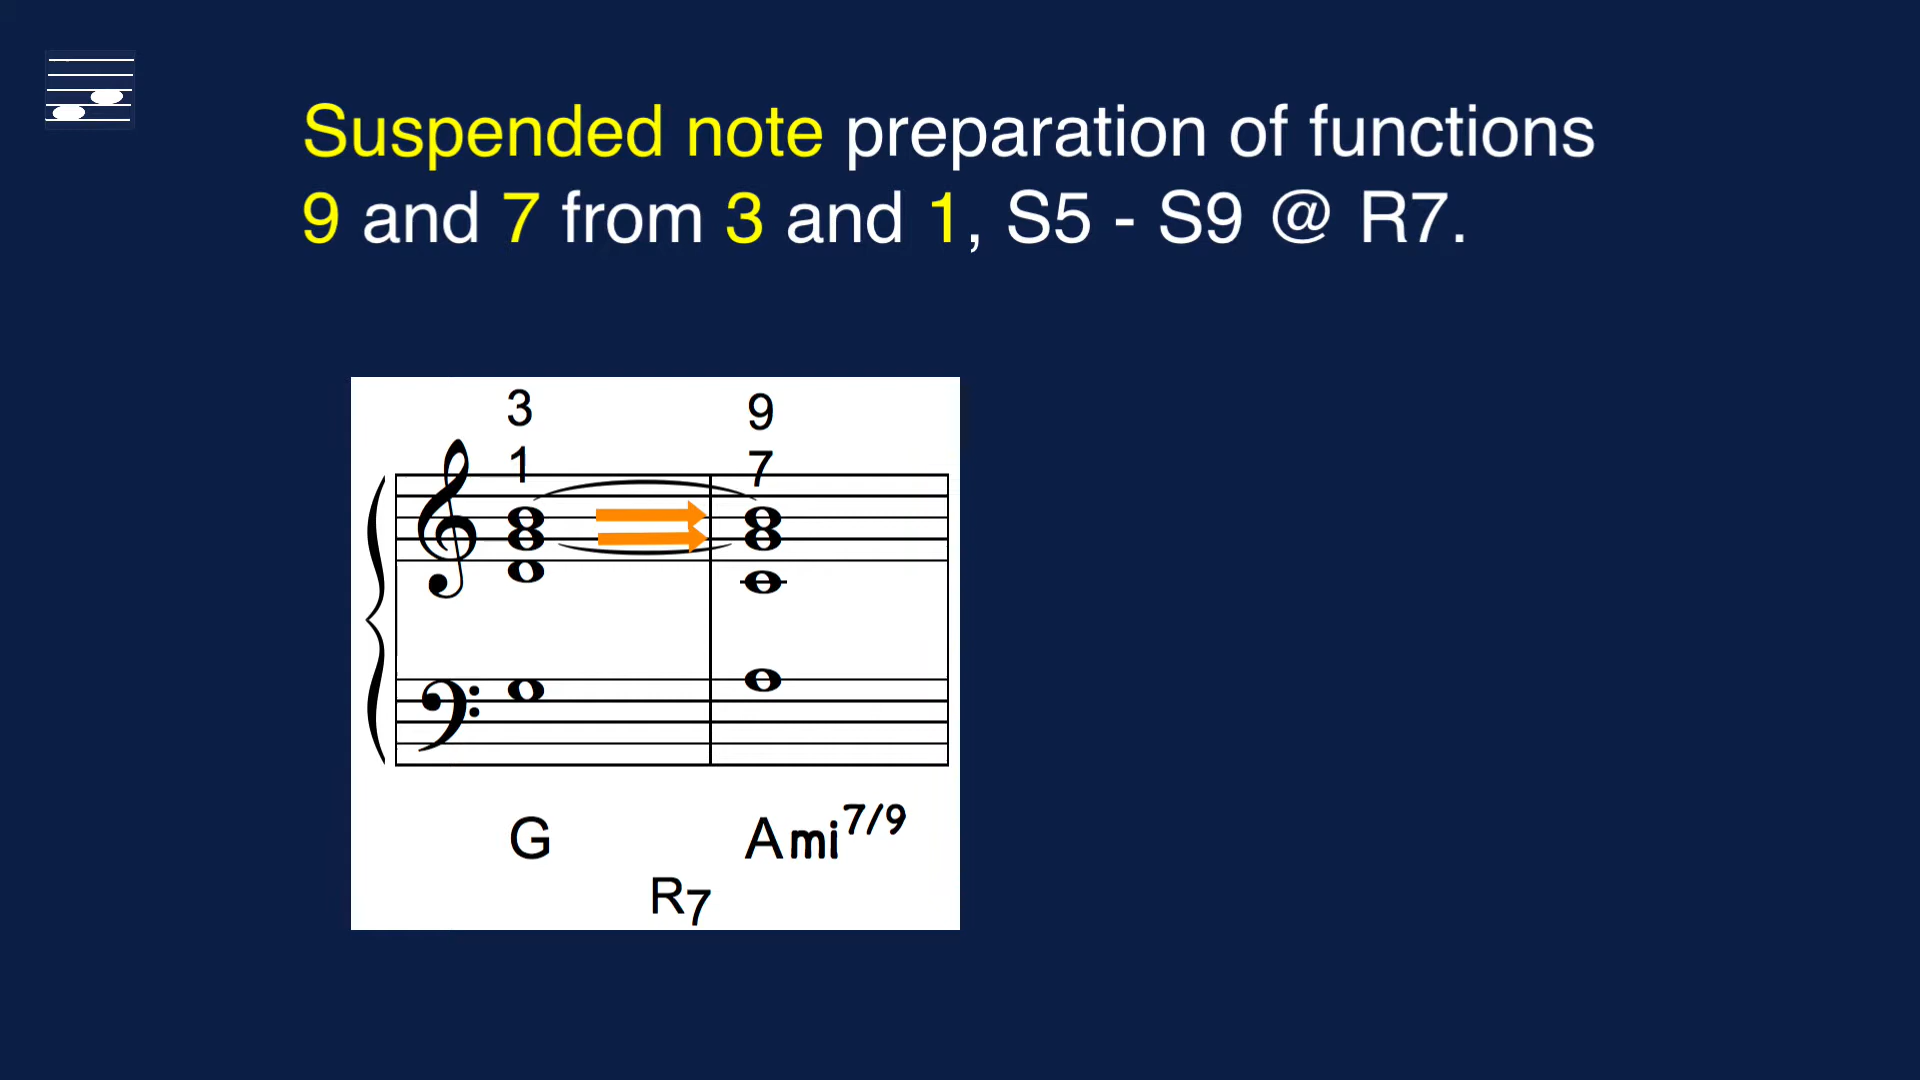 Suspended note preparation of functions
9 and 7 from 3 and 1, S5 - S9 @ R7.
3 9
1 7
G Ami7/9
R7